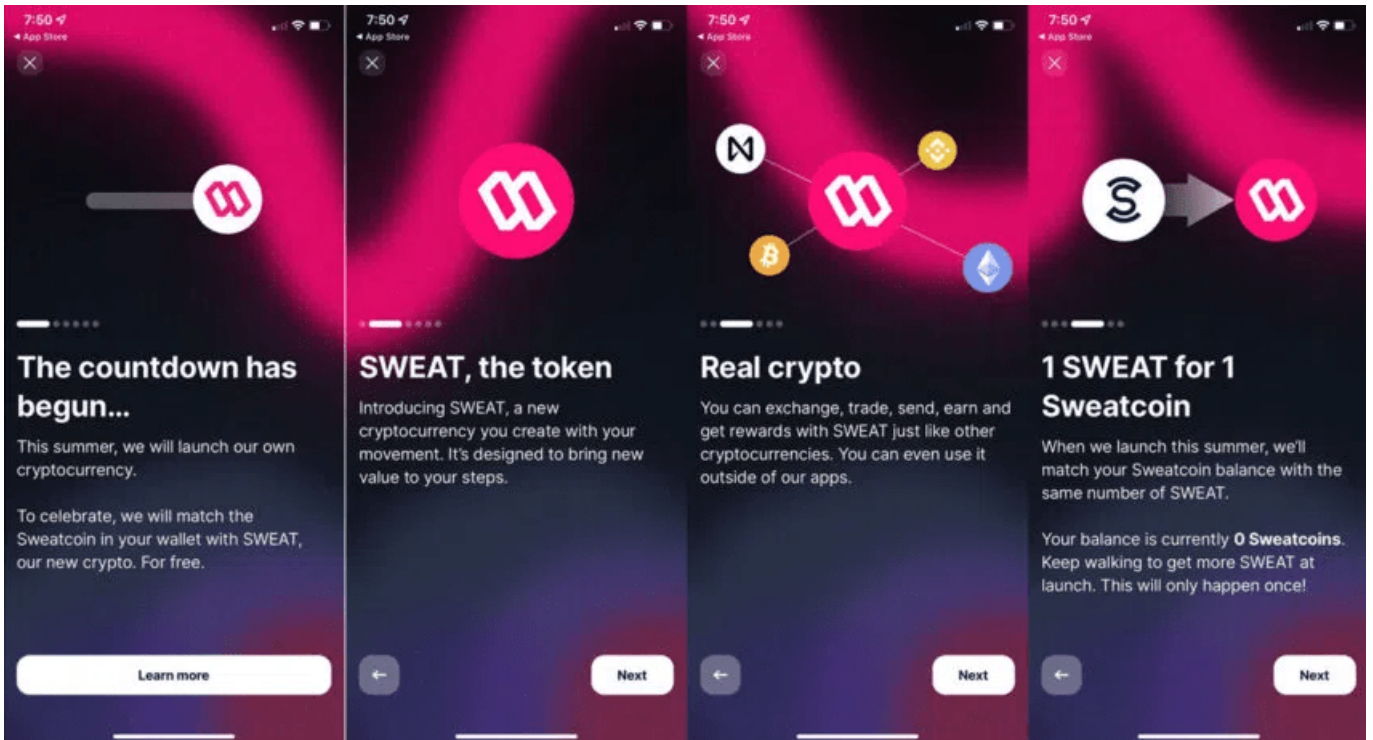 7:50
◀ App Store
The countdown has
begun...
This summer, we will launch our own
cryptocurrency.
To celebrate, we will match the
Sweatcoin in your wallet with SWEAT,
our new crypto. For free.
Learn more
7:50
◀ App Store
SWEAT, the token
Introducing SWEAT, a new
cryptocurrency you create with your
movement. It's designed to bring new
value to your steps.
Next
7:50
◀ App Store
Real crypto
You can exchange, trade, send, earn and
get rewards with SWEAT just like other
cryptocurrencies. You can even use it
outside of our apps.
Next
7:50
◀ App Store
1 SWEAT for 1
Sweatcoin
When we launch this summer, we'll
match your Sweatcoin balance with the
same number of SWEAT.
Your balance is currently 0 Sweatcoins.
Keep walking to get more SWEAT at
launch. This will only happen once!
Next